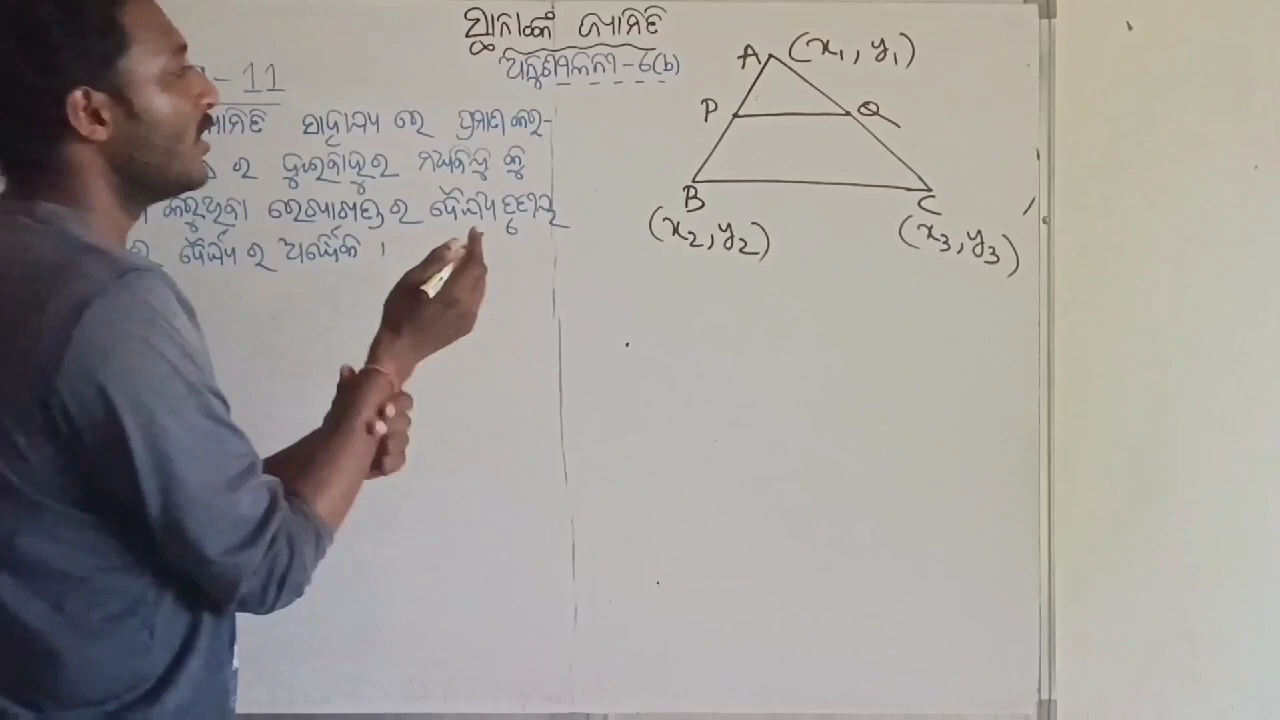 ସ୍ଥାନାଙ୍କ ଜ୍ୟାମିତି
ଅନୁଶୀଳନୀ - 6(b)
- 11
ସାହାଯ୍ୟ ରେ ପ୍ରମାଣ କର-
ର ଦୁଇବାହୁର ମଧ୍ୟବିନ୍ଦୁ କୁ
କରୁଥିବା ରେଖାଖଣ୍ଡ ର ଦୈର୍ଘ୍ୟ ତୃତୀୟ
ଦୈର୍ଘ୍ୟ ର ଅର୍ଦ୍ଧେକ ।
A (x₁, y₁)
P Q
B C
(x₂, y₂) (x₃, y₃)